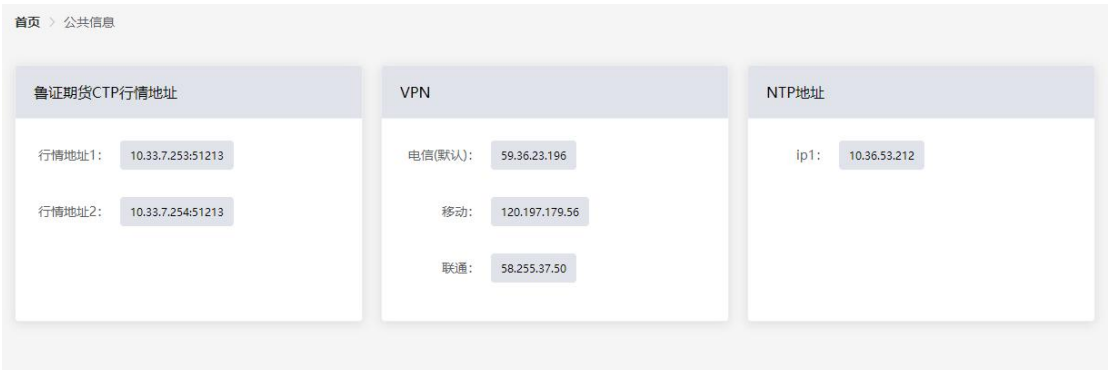 首页 > 公共信息
鲁证期货CTP行情地址
行情地址1: 10.33.7.253:51213
行情地址2: 10.33.7.254:51213
VPN
电信(默认): 59.36.23.196
移动: 120.197.179.56
联通: 58.255.37.50
NTP地址
ip1: 10.36.53.212